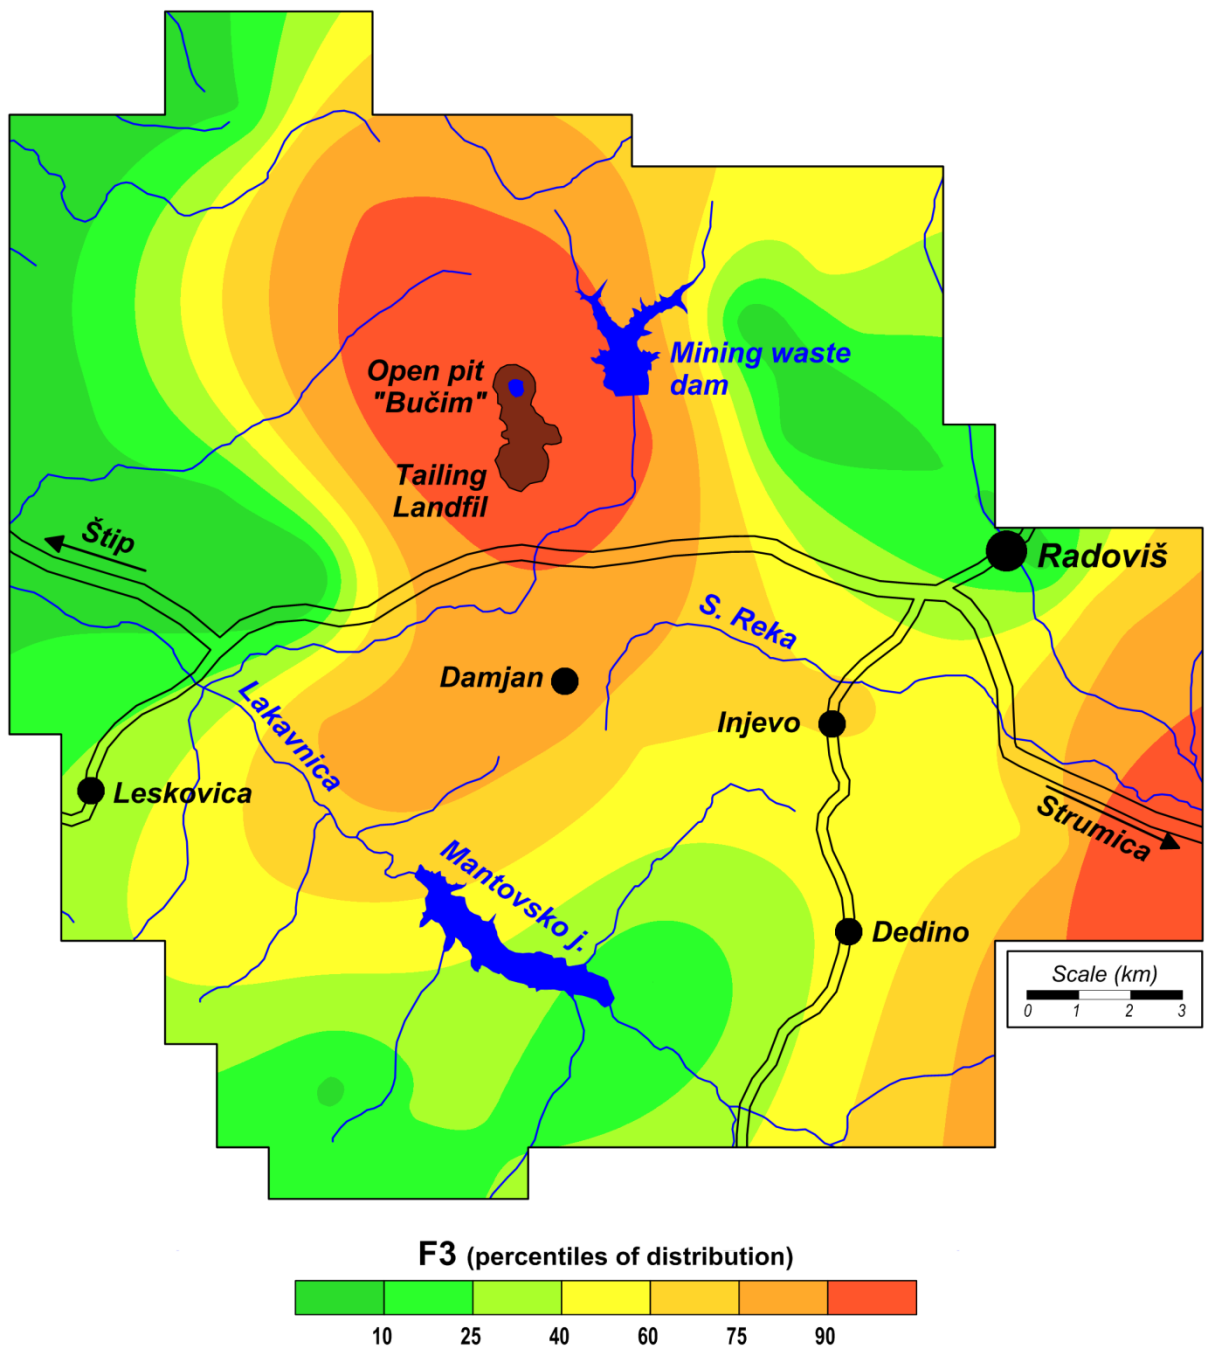 Open pit
"Bučim"
Mining waste
dam
Tailing
Landfil
Štip
Radoviš
S. Reka
Damjan
Lakavnica
Injevo
Leskovica
Strumica
Mantovsko j.
Dedino
Scale (km)
0 1 2 3
F3 (percentiles of distribution)
10 25 40 60 75 90